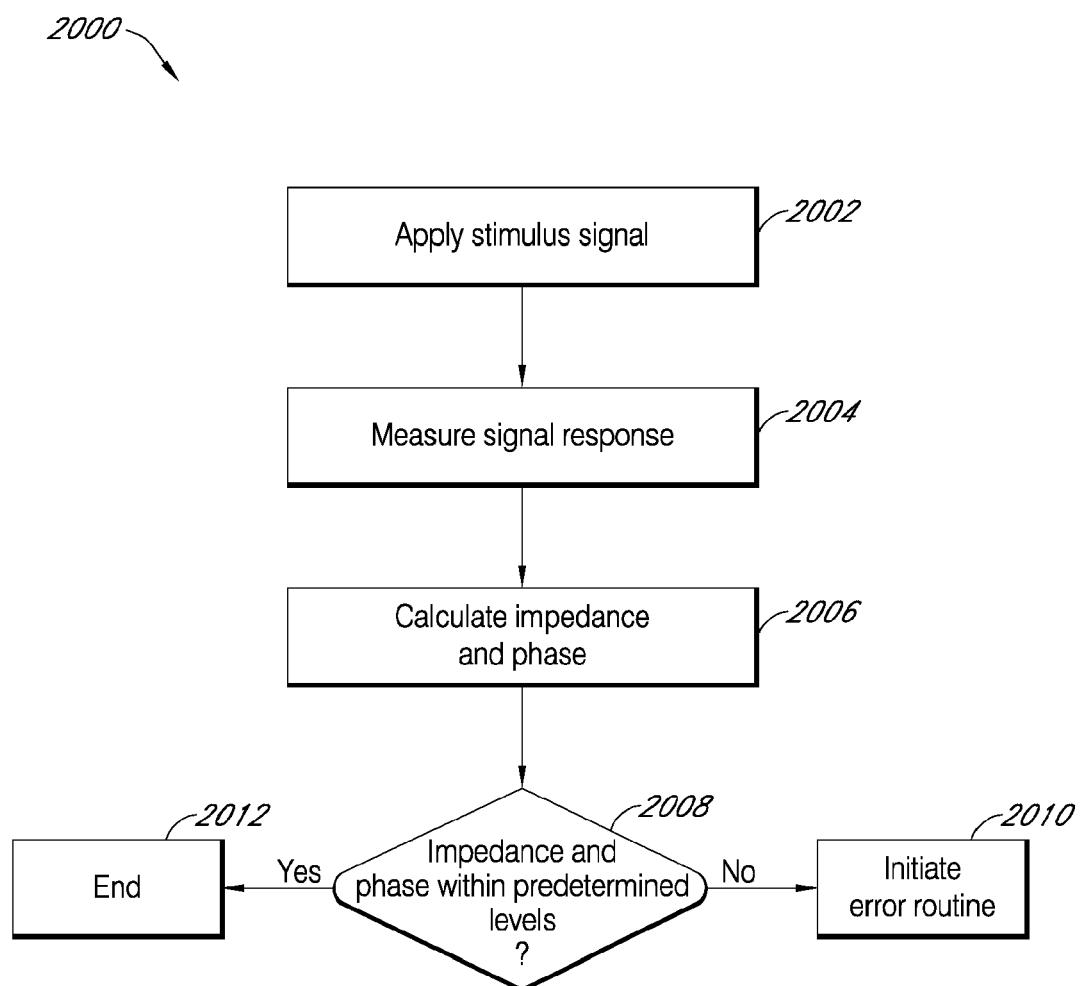 2000
2002
Apply stimulus signal
2004
Measure signal response
2006
Calculate impedance
and phase
2008
Impedance and
phase within predetermined
levels
?
Yes
2012
End
No
2010
Initiate
error routine